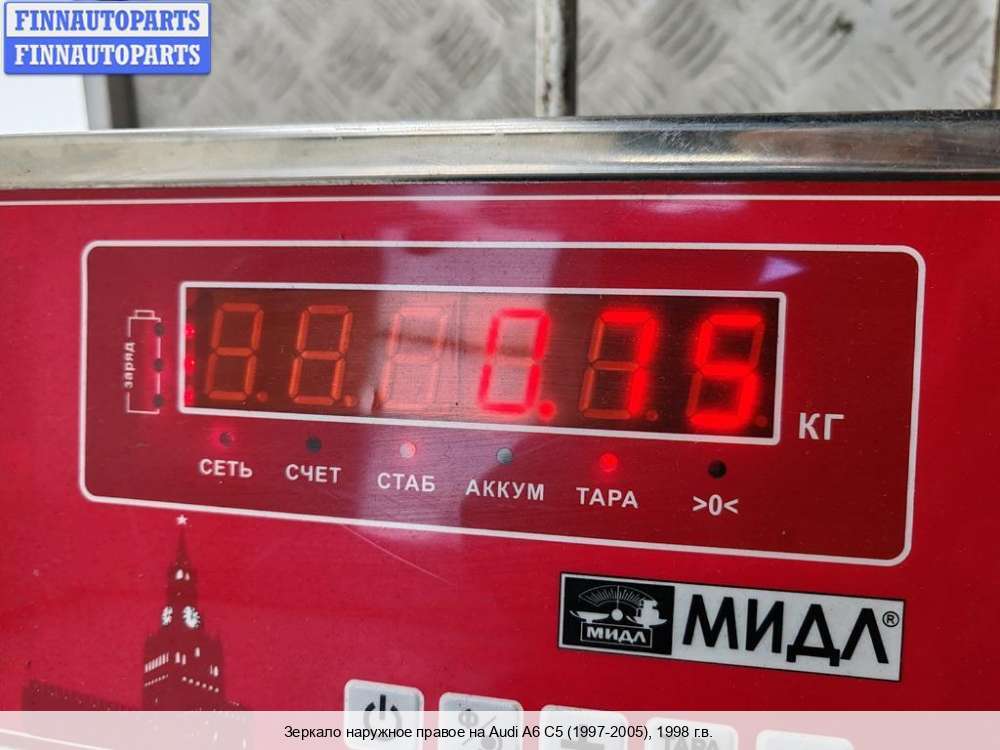 FINNAUTOPARTS
FINNAUTOPARTS
заряд
0.75
КГ
СЕТЬ СЧЕТ СТАБ АККУМ ТАРА >0<
МИДЛ МИДЛ®
ТАРА
Зеркало наружное правое на Audi A6 C5 (1997-2005), 1998 г.в.